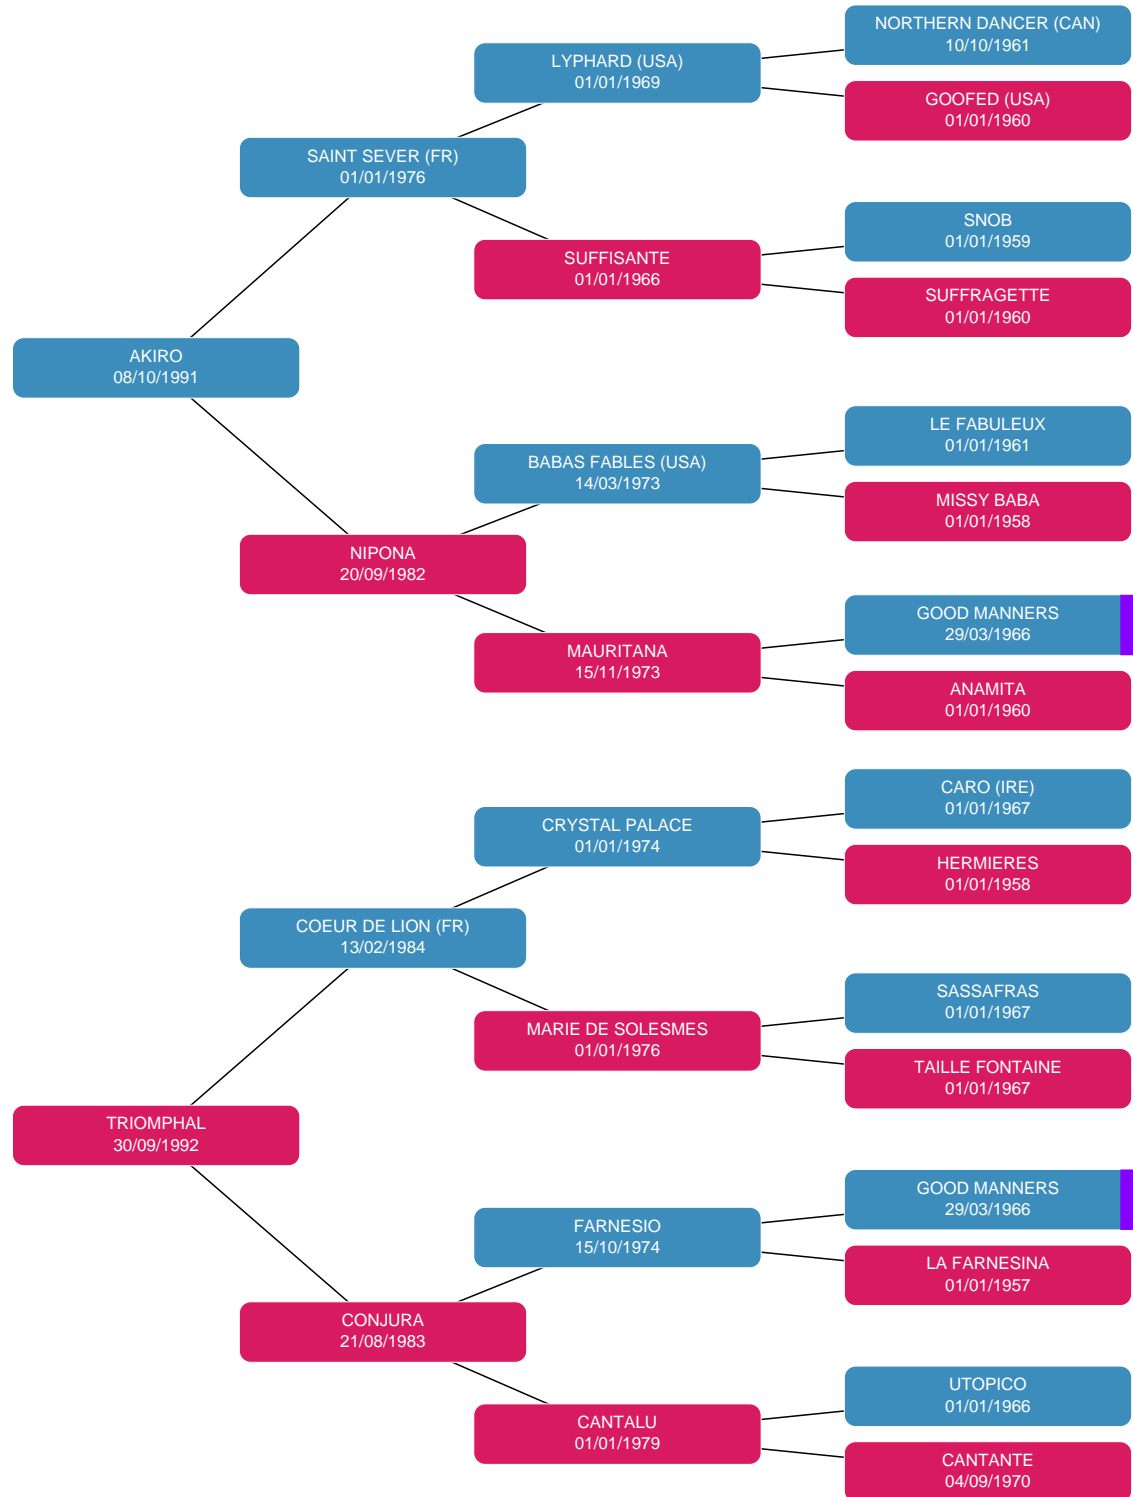 NORTHERN DANCER (CAN)
10/10/1961
LYPHARD (USA)
01/01/1969
GOOFED (USA)
01/01/1960
SAINT SEVER (FR)
01/01/1976
SNOB
01/01/1959
SUFFISANTE
01/01/1966
SUFFRAGETTE
01/01/1960
AKIRO
08/10/1991
LE FABULEUX
01/01/1961
BABAS FABLES (USA)
14/03/1973
MISSY BABA
01/01/1958
NIPONA
20/09/1982
GOOD MANNERS
29/03/1966
MAURITANA
15/11/1973
ANAMITA
01/01/1960
CARO (IRE)
01/01/1967
CRYSTAL PALACE
01/01/1974
HERMIERES
01/01/1958
COEUR DE LION (FR)
13/02/1984
SASSAFRAS
01/01/1967
MARIE DE SOLESMES
01/01/1976
TAILLE FONTAINE
01/01/1967
TRIOMPHAL
30/09/1992
GOOD MANNERS
29/03/1966
FARNESIO
15/10/1974
LA FARNESINA
01/01/1957
CONJURA
21/08/1983
UTOPICO
01/01/1966
CANTALU
01/01/1979
CANTANTE
04/09/1970